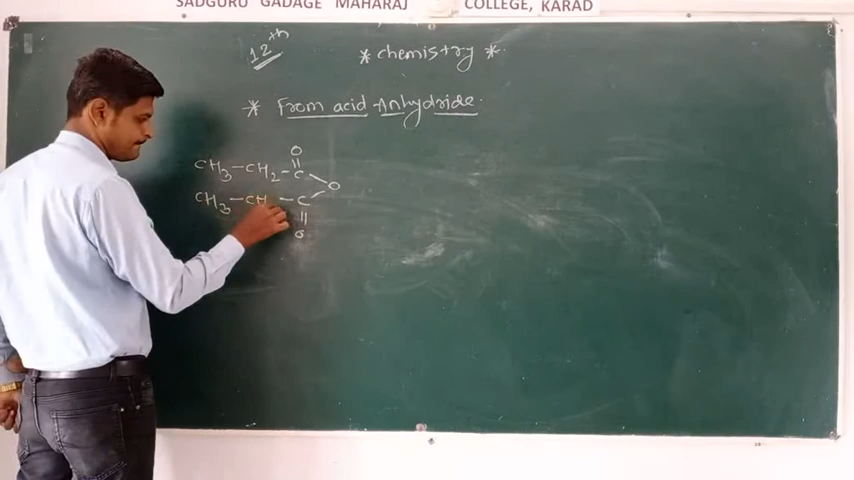 SADGURU GADAGE MAHARAJ COLLEGE, KARAD
12th
* chemistry *
* From acid Anhydride.
O
CH3-CH2-C
O
CH3-CH -C
O